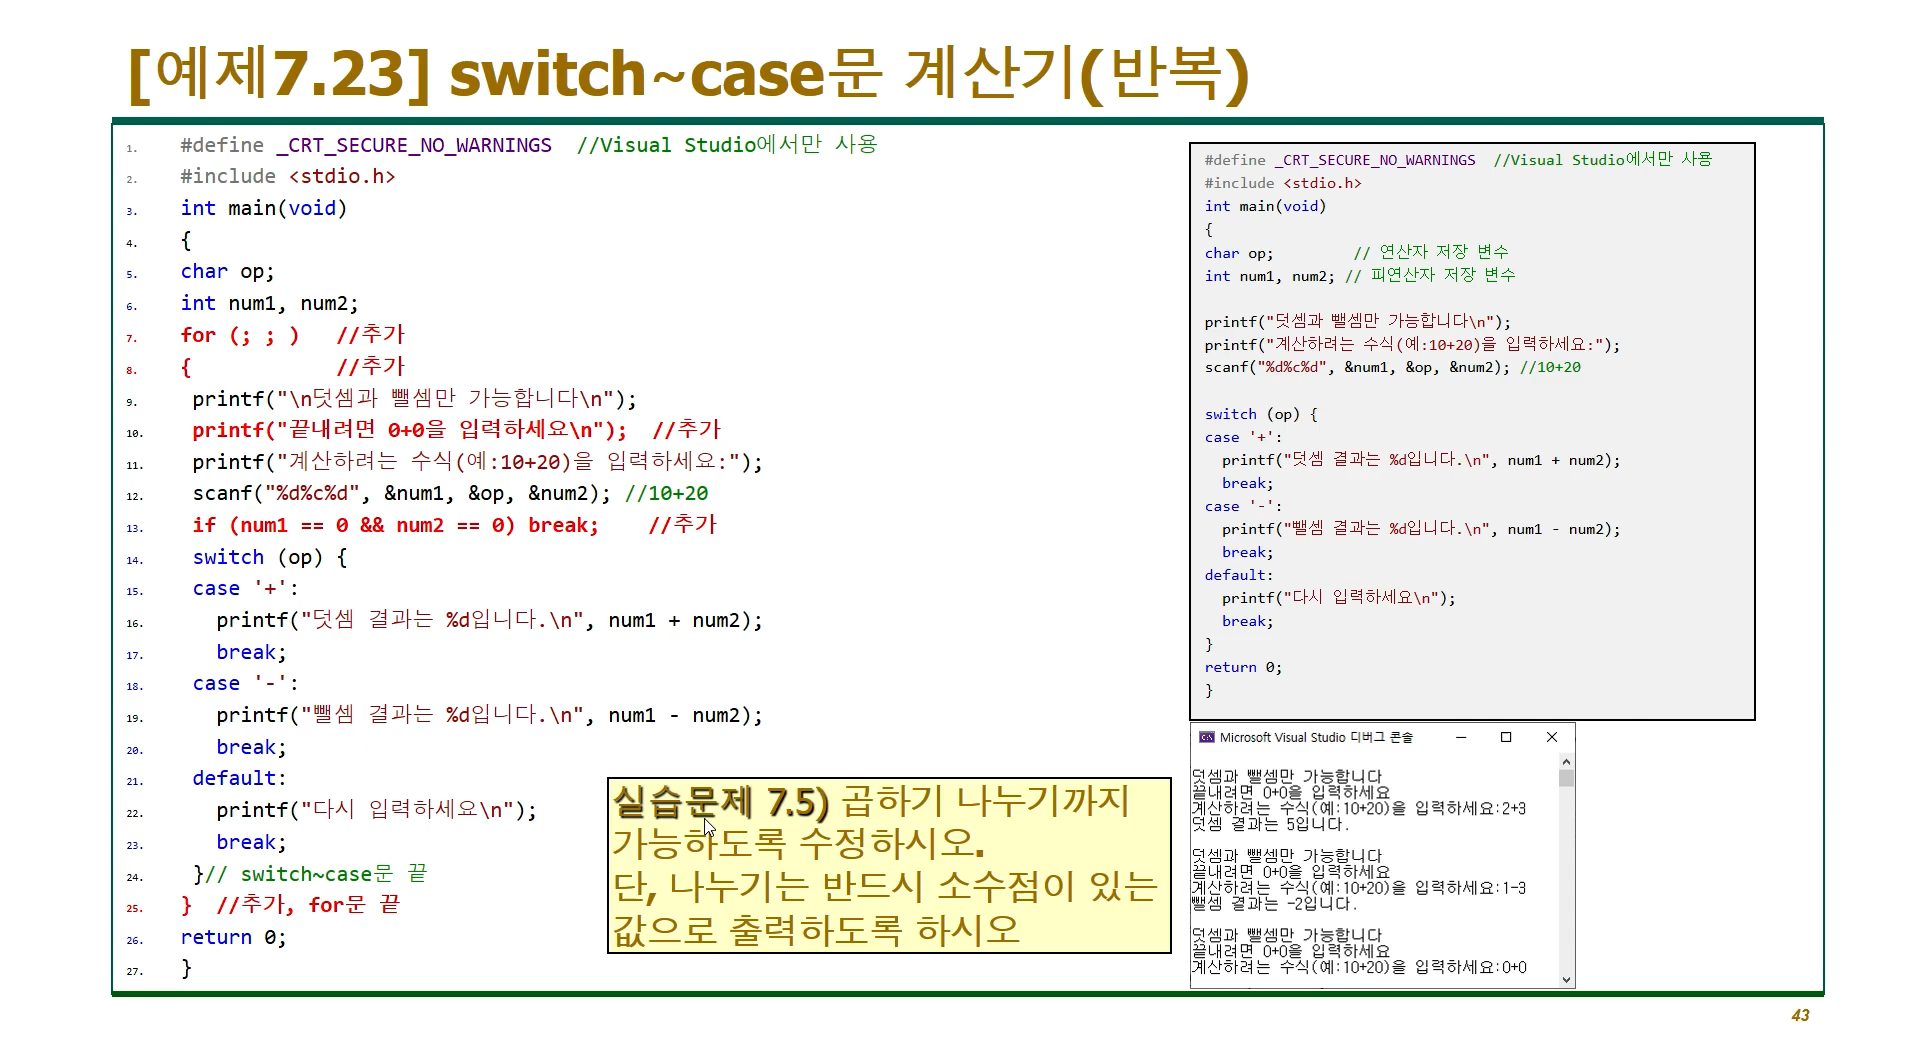 [예제7.23] switch~case문 계산기(반복)
1. #define _CRT_SECURE_NO_WARNINGS  //Visual Studio에서만 사용
2. #include <stdio.h>
3. int main(void)
4. {
5. char op;
6. int num1, num2;
7. for (; ; )   //추가
8. {            //추가
9.  printf("\n덧셈과 뺄셈만 가능합니다\n");
10.  printf("끝내려면 0+0을 입력하세요\n");  //추가
11.  printf("계산하려는 수식(예:10+20)을 입력하세요:");
12.  scanf("%d%c%d", &num1, &op, &num2); //10+20
13.  if (num1 == 0 && num2 == 0) break;    //추가
14.  switch (op) {
15.  case '+':
16.    printf("덧셈 결과는 %d입니다.\n", num1 + num2);
17.    break;
18.  case '-':
19.    printf("뺄셈 결과는 %d입니다.\n", num1 - num2);
20.    break;
21.  default:
22.    printf("다시 입력하세요\n");
23.    break;
24.  }// switch~case문 끝
25. }  //추가, for문 끝
26. return 0;
27. }
실습문제 7.5) 곱하기 나누기까지
가능하도록 수정하시오.
단, 나누기는 반드시 소수점이 있는
값으로 출력하도록 하시오
#define _CRT_SECURE_NO_WARNINGS  //Visual Studio에서만 사용
#include <stdio.h>
int main(void)
{
char op;         // 연산자 저장 변수
int num1, num2; // 피연산자 저장 변수
printf("덧셈과 뺄셈만 가능합니다\n");
printf("계산하려는 수식(예:10+20)을 입력하세요:");
scanf("%d%c%d", &num1, &op, &num2); //10+20
switch (op) {
case '+':
  printf("덧셈 결과는 %d입니다.\n", num1 + num2);
  break;
case '-':
  printf("뺄셈 결과는 %d입니다.\n", num1 - num2);
  break;
default:
  printf("다시 입력하세요\n");
  break;
}
return 0;
}
Microsoft Visual Studio 디버그 콘솔
덧셈과 뺄셈만 가능합니다
끝내려면 0+0을 입력하세요
계산하려는 수식(예:10+20)을 입력하세요:2+3
덧셈 결과는 5입니다.
덧셈과 뺄셈만 가능합니다
끝내려면 0+0을 입력하세요
계산하려는 수식(예:10+20)을 입력하세요:1-3
뺄셈 결과는 -2입니다.
덧셈과 뺄셈만 가능합니다
끝내려면 0+0을 입력하세요
계산하려는 수식(예:10+20)을 입력하세요:0+0
43